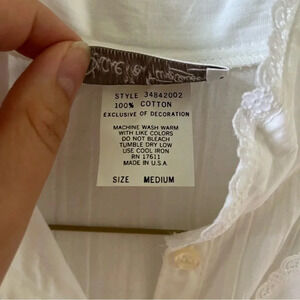 STYLE 34842002
100% COTTON
EXCLUSIVE OF DECORATION
MACHINE WASH WARM
WITH LIKE COLORS
DO NOT BLEACH
TUMBLE DRY LOW
USE COOL IRON
RN 17611
MADE IN U.S.A.
SIZE MEDIUM